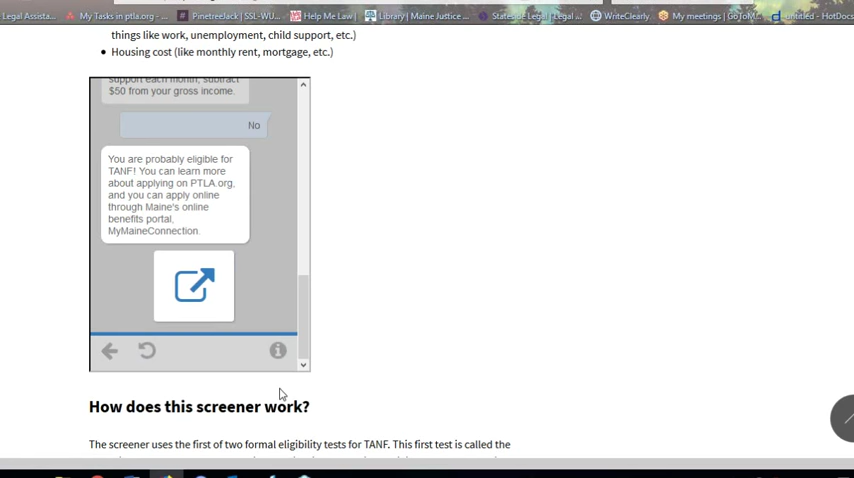 Legal Assista...
My Tasks in ptla.org - ...
PinetreeJack | SSL-WU...
Help Me Law |
Library | Maine Justice ...
Stateside Legal | Legal ...
WriteClearly
My meetings | GoToM...
untitled - HotDocs
things like work, unemployment, child support, etc.)
• Housing cost (like monthly rent, mortgage, etc.)
support each month, subtract
$50 from your gross income.
No
You are probably eligible for
TANF! You can learn more
about applying on PTLA.org,
and you can apply online
through Maine's online
benefits portal,
MyMaineConnection.
How does this screener work?
The screener uses the first of two formal eligibility tests for TANF. This first test is called the